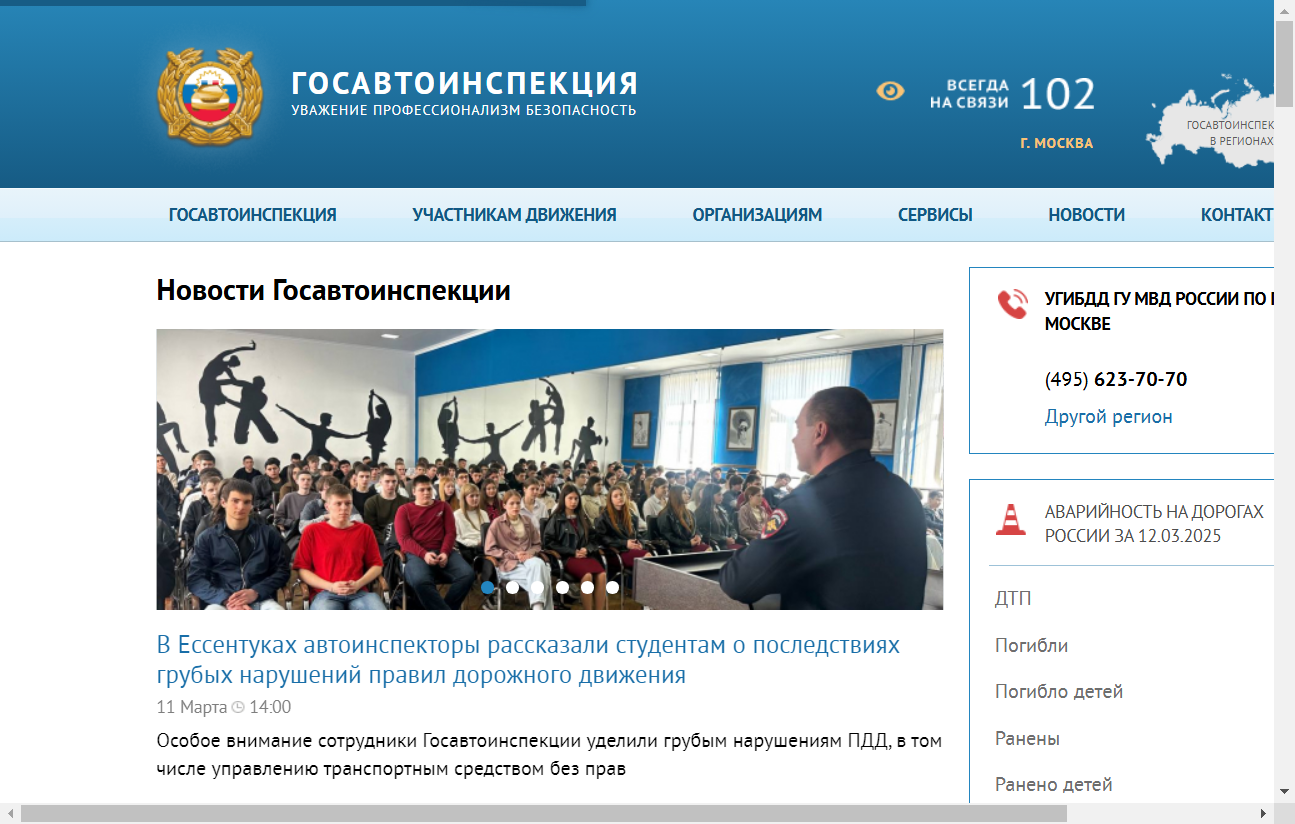 ГОСАВТОИНСПЕКЦИЯ
УВАЖЕНИЕ ПРОФЕССИОНАЛИЗМ БЕЗОПАСНОСТЬ
ВСЕГДА
НА СВЯЗИ
102
Г. МОСКВА
ГОСАВТОИНСПЕК
В РЕГИОНАХ
ГОСАВТОИНСПЕКЦИЯ
УЧАСТНИКАМ ДВИЖЕНИЯ
ОРГАНИЗАЦИЯМ
СЕРВИСЫ
НОВОСТИ
КОНТАКТ
Новости Госавтоинспекции
В Ессентуках автоинспекторы рассказали студентам о последствиях
грубых нарушений правил дорожного движения
11 Марта 14:00
Особое внимание сотрудники Госавтоинспекции уделили грубым нарушениям ПДД, в том
числе управлению транспортным средством без прав
УГИБДД ГУ МВД РОССИИ ПО
МОСКВЕ
(495) 623-70-70
Другой регион
АВАРИЙНОСТЬ НА ДОРОГАХ
РОССИИ ЗА 12.03.2025
ДТП
Погибли
Погибло детей
Ранены
Ранено детей